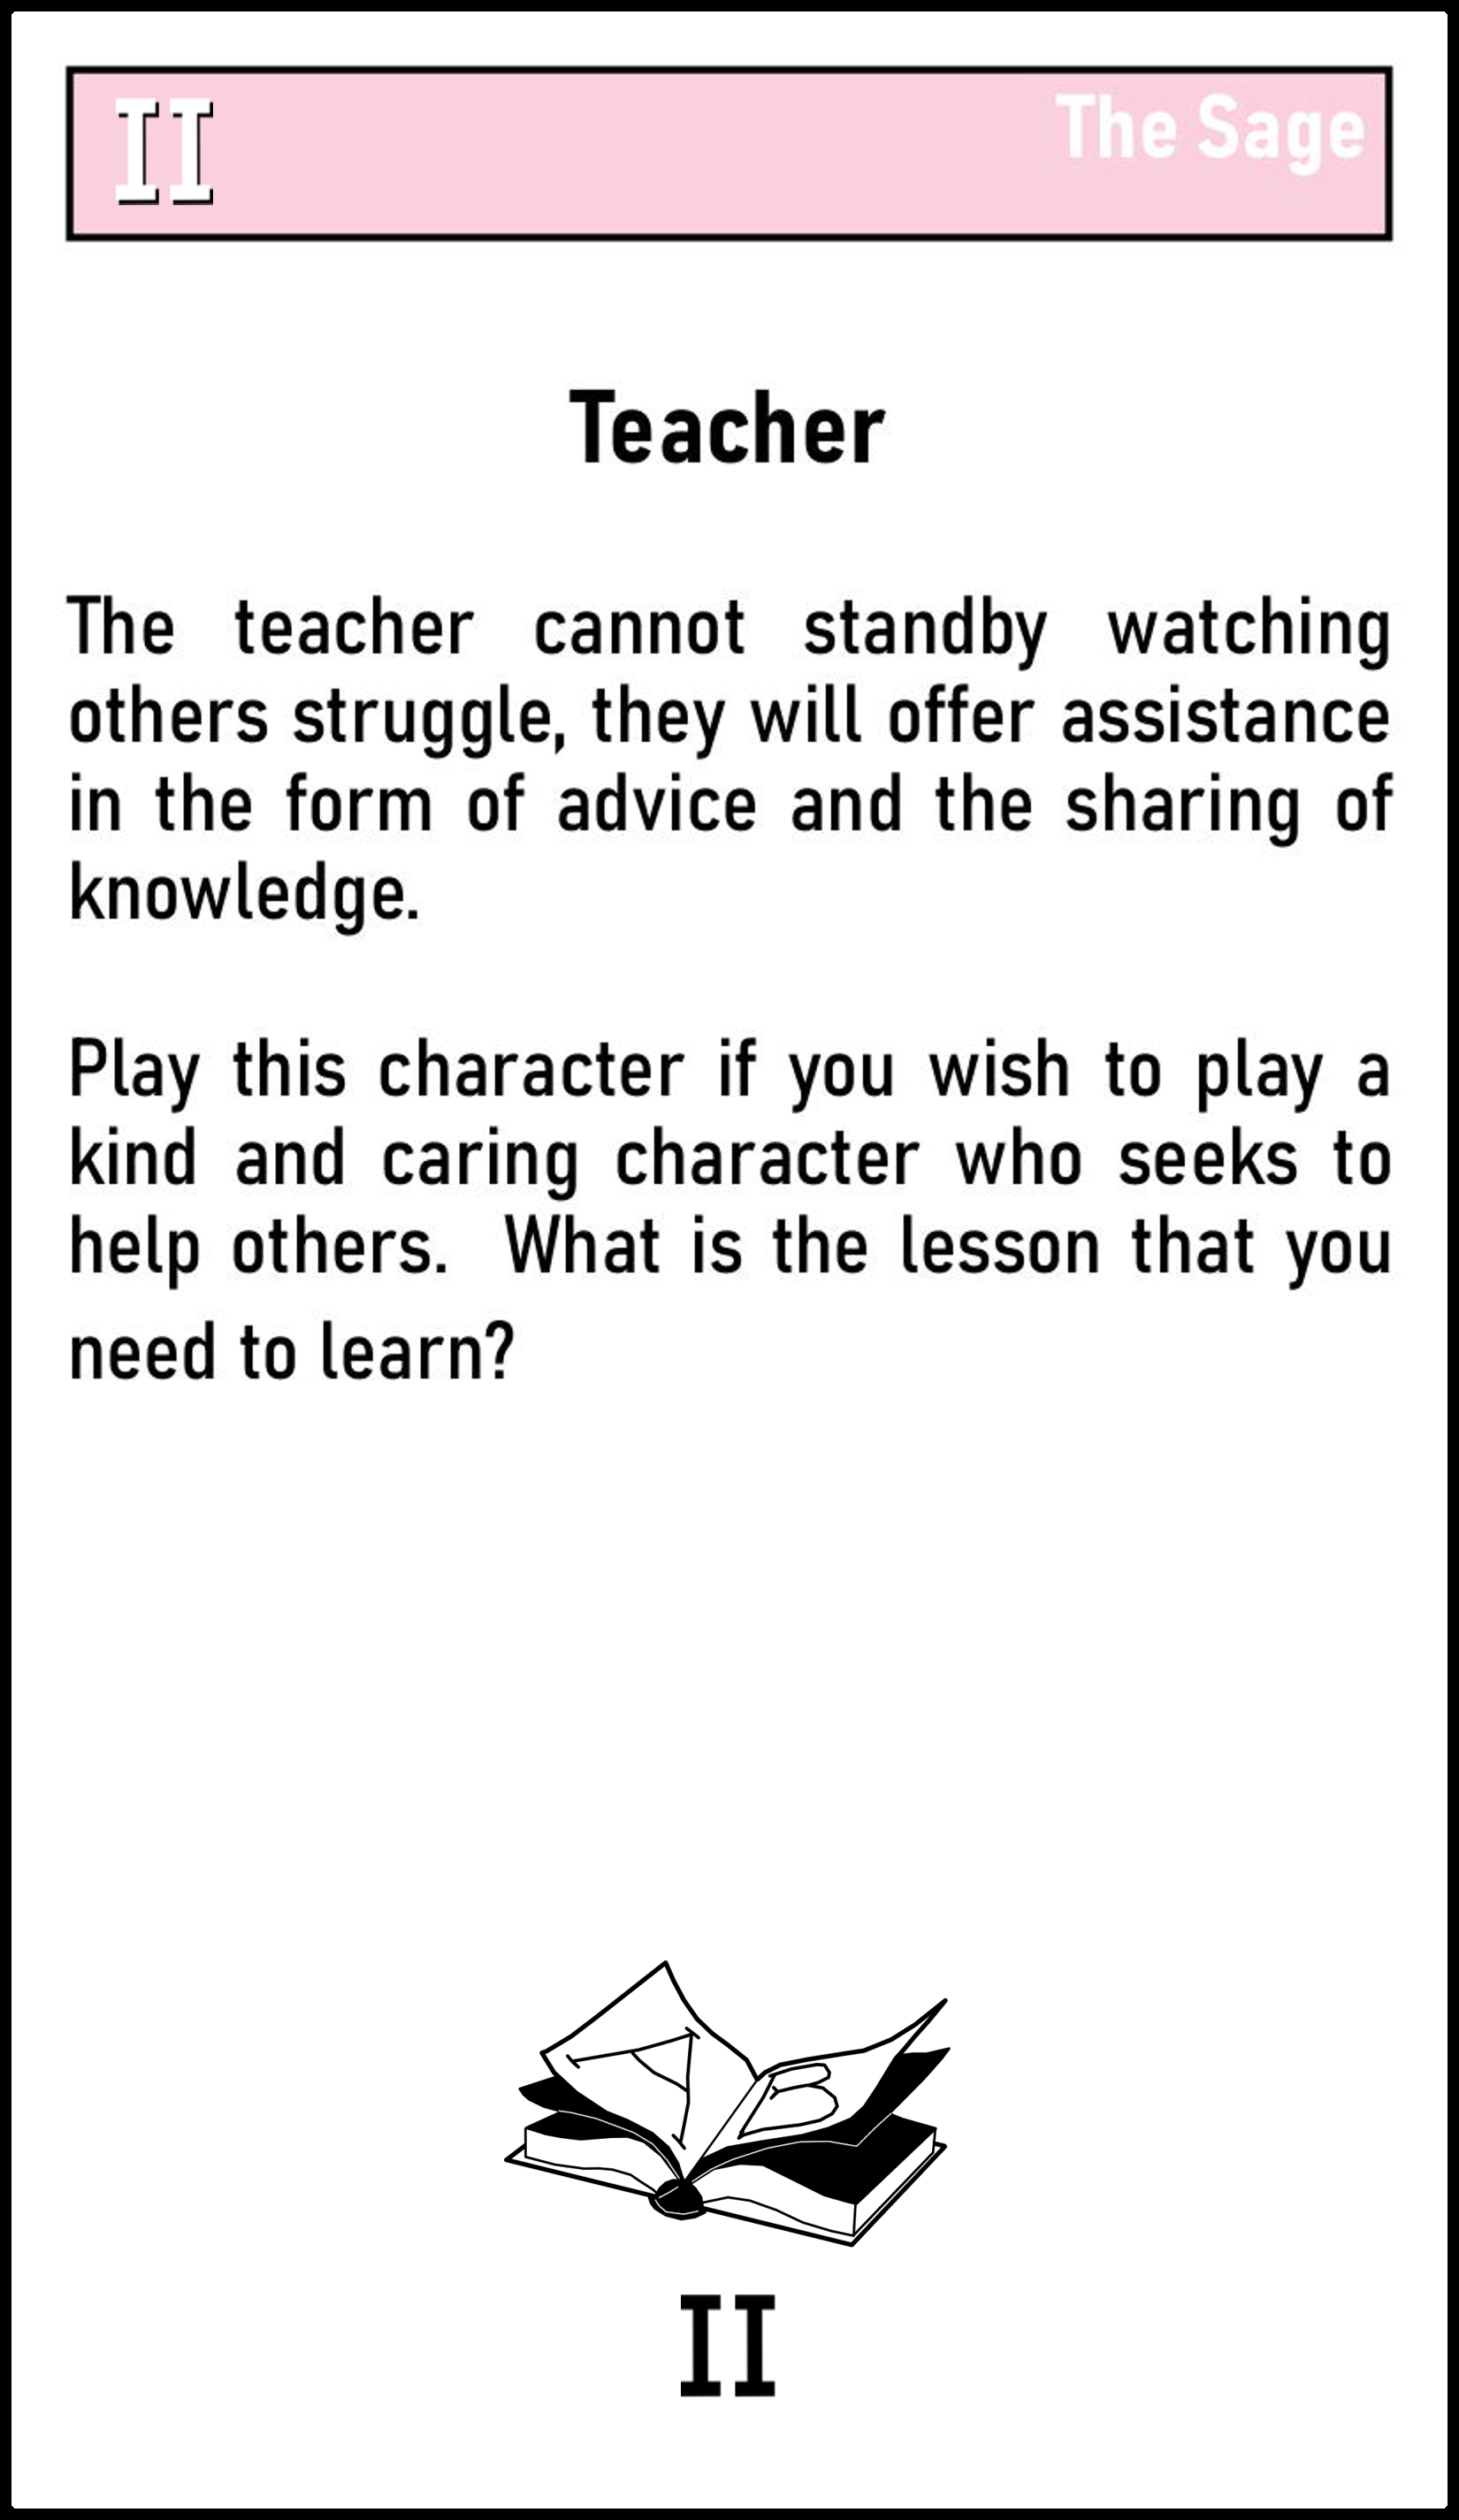 II
The Sage
Teacher
The teacher cannot standby watching
others struggle, they will offer assistance
in the form of advice and the sharing of
knowledge.
Play this character if you wish to play a
kind and caring character who seeks to
help others.  What is the lesson that you
need to learn?
A
B
II